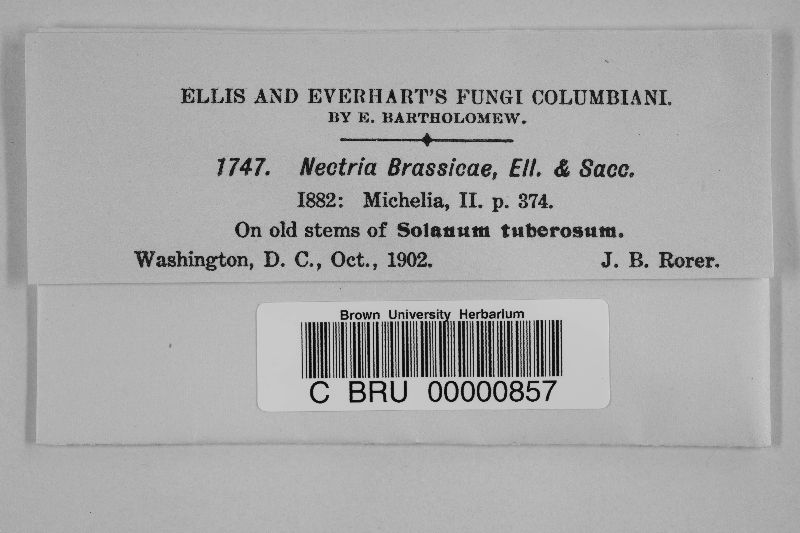 ELLIS AND EVERHART'S FUNGI COLUMBIANI.
BY E. BARTHOLOMEW.
1747. Nectria Brassicae, Ell. & Sacc.
1882: Michelia, II. p. 374.
On old stems of Solanum tuberosum.
Washington, D. C., Oct., 1902. J. B. Rorer.
Brown University Herbarium
C BRU 00000857